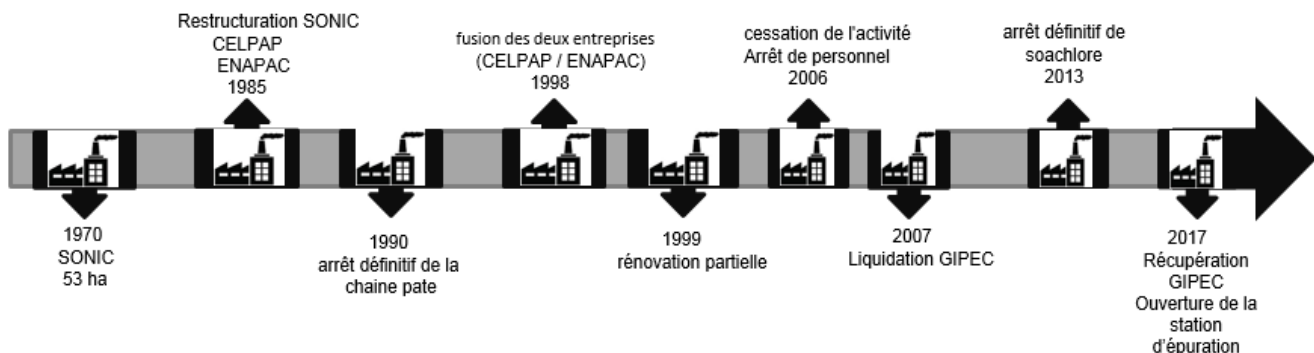 Restructuration SONIC
CELPAP
ENAPAC
1985
fusion des deux entreprises
(CELPAP / ENAPAC)
1998
cessation de l'activité
Arrêt de personnel
2006
arrêt définitif de
soachlore
2013
1970
SONIC
53 ha
1990
arrêt définitif de la
chaine pate
1999
rénovation partielle
2007
Liquidation GIPEC
2017
Récupération
GIPEC
Ouverture de la
station
d'épuration